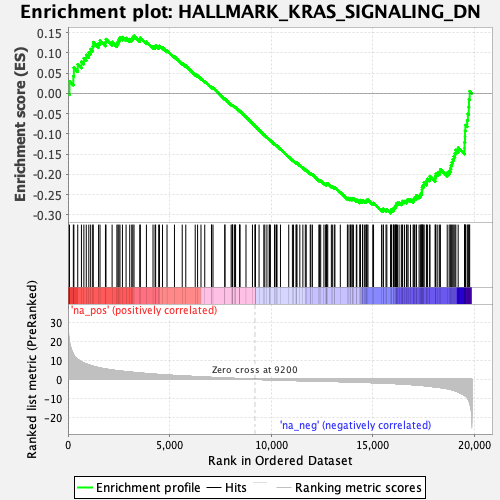 Enrichment plot: HALLMARK_KRAS_SIGNALING_DN
Enrichment score (ES)
0.15
0.10
0.05
0.00
-0.05
-0.10
-0.15
-0.20
-0.25
-0.30
'na_pos' (positively correlated)
Ranked list metric (PreRanked)
30
20
10
0
-10
-20
Zero cross at 9200
'na_neg' (negatively correlated)
0
5,000
10,000
15,000
20,000
Rank in Ordered Dataset
Enrichment profile
Hits
Ranking metric scores